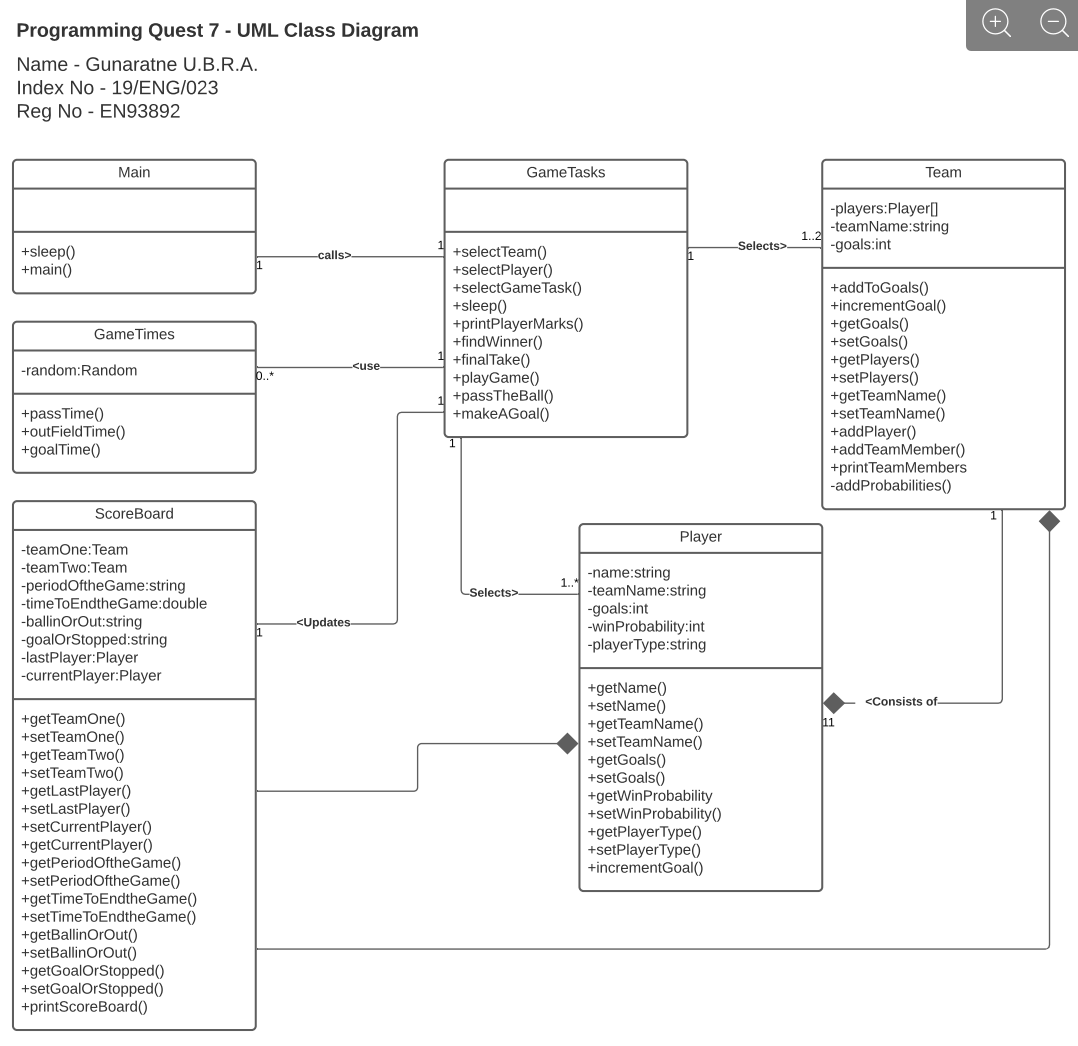 Programming Quest 7 - UML Class Diagram
Name - Gunaratne U.B.R.A.
Index No - 19/ENG/023
Reg No - EN93892
Main
+sleep()
+main()
calls>
1
1
GameTasks
+selectTeam()
+selectPlayer()
+selectGameTask()
+sleep()
+printPlayerMarks()
+findWinner()
+finalTake()
+playGame()
+passTheBall()
+makeAGoal()
Selects>
1
1..2
Team
-players:Player[]
-teamName:string
-goals:int
+addToGoals()
+incrementGoal()
+getGoals()
+setGoals()
+getPlayers()
+setPlayers()
+getTeamName()
+setTeamName()
+addPlayer()
+addTeamMember()
+printTeamMembers
-addProbabilities()
GameTimes
-random:Random
+passTime()
+outFieldTime()
+goalTime()
<use
0..*
1
ScoreBoard
-teamOne:Team
-teamTwo:Team
-periodOftheGame:string
-timeToEndtheGame:double
-ballinOrOut:string
-goalOrStopped:string
-lastPlayer:Player
-currentPlayer:Player
+getTeamOne()
+setTeamOne()
+getTeamTwo()
+setTeamTwo()
+getLastPlayer()
+setLastPlayer()
+setCurrentPlayer()
+getCurrentPlayer()
+getPeriodOftheGame()
+setPeriodOftheGame()
+getTimeToEndtheGame()
+setTimeToEndtheGame()
+getBallinOrOut()
+setBallinOrOut()
+getGoalOrStopped()
+setGoalOrStopped()
+printScoreBoard()
<Updates
1
1
Selects>
1
1..*
Player
-name:string
-teamName:string
-goals:int
-winProbability:int
-playerType:string
+getName()
+setName()
+getTeamName()
+setTeamName()
+getGoals()
+setGoals()
+getWinProbability
+setWinProbability()
+getPlayerType()
+setPlayerType()
+incrementGoal()
<Consists of
1
11